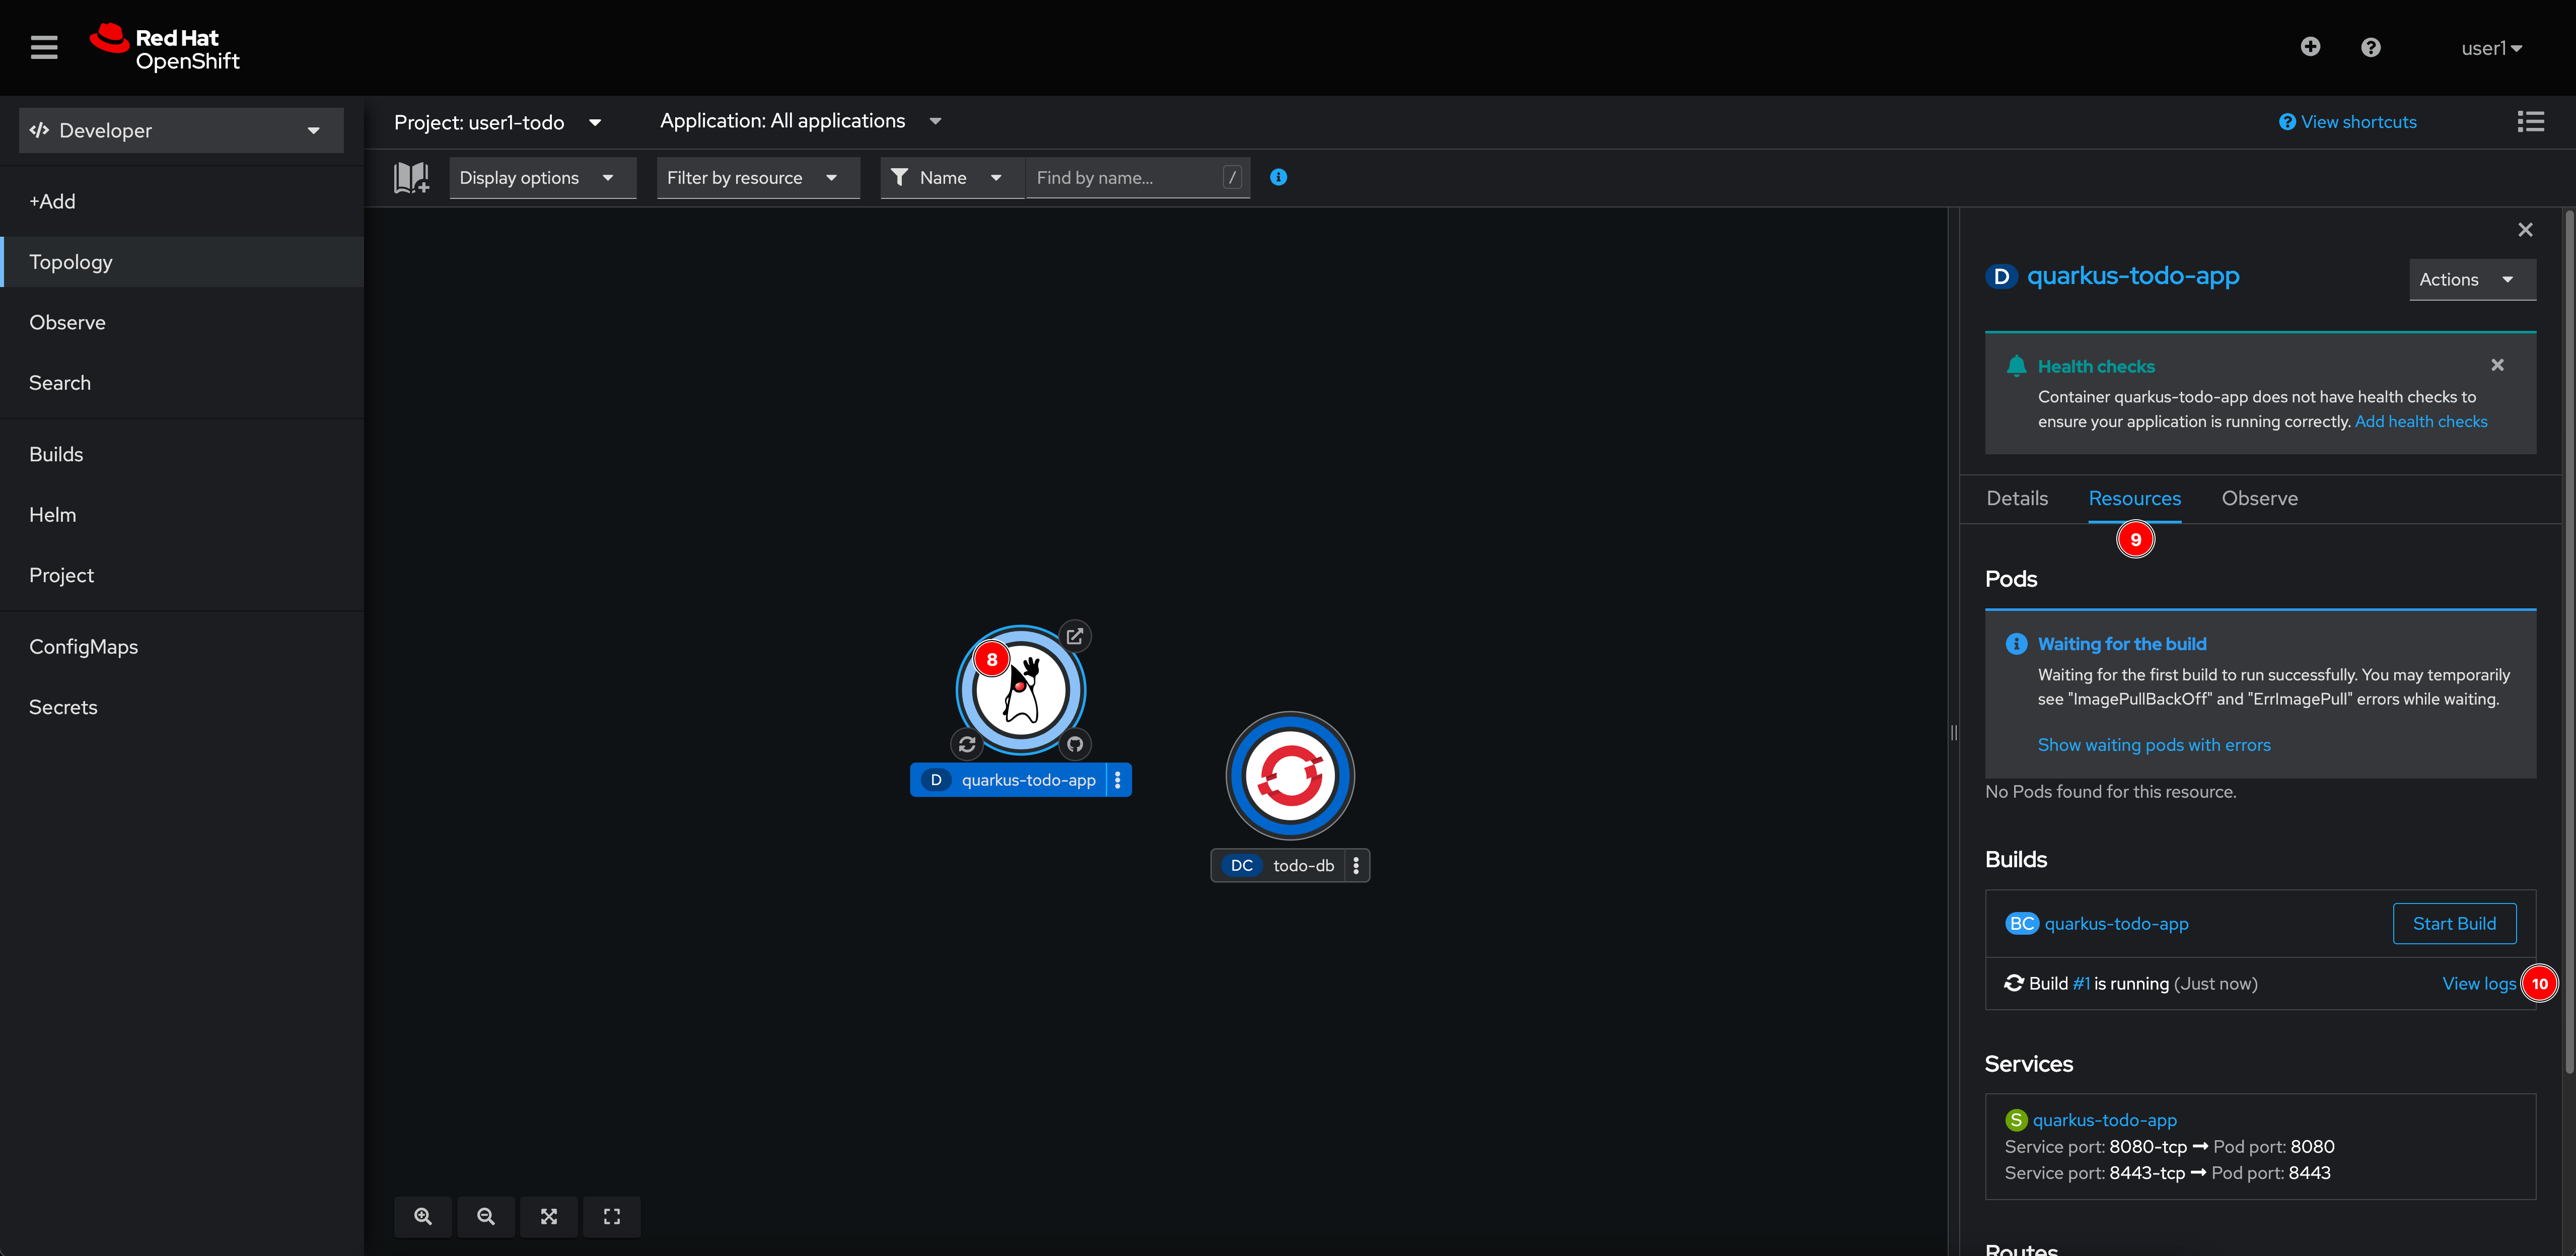 Red Hat
OpenShift
user1
Developer
+Add
Topology
Observe
Search
Builds
Helm
Project
ConfigMaps
Secrets
Project: user1-todo
Application: All applications
View shortcuts
Display options
Filter by resource
Name
Find by name...
/
8
D quarkus-todo-app
DC todo-db
D quarkus-todo-app
Actions
Health checks
Container quarkus-todo-app does not have health checks to
ensure your application is running correctly. Add health checks
Details Resources Observe
9
Pods
Waiting for the build
Waiting for the first build to run successfully. You may temporarily
see "ImagePullBackOff" and "ErrImagePull" errors while waiting.
Show waiting pods with errors
No Pods found for this resource.
Builds
BC quarkus-todo-app
Start Build
Build #1 is running (Just now)
View logs
10
Services
S quarkus-todo-app
Service port: 8080-tcp → Pod port: 8080
Service port: 8443-tcp → Pod port: 8443
Routes